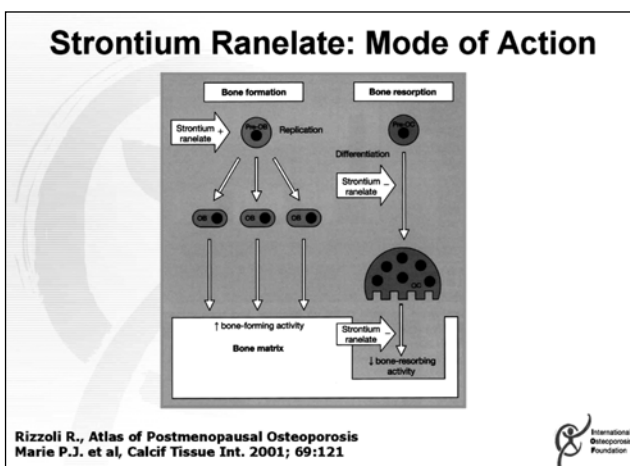 Strontium Ranelate: Mode of Action
Bone formation
Bone resorption
Pre-OB
Strontium
ranelate
+
Replication
Pre-OC
Differentiation
Strontium
ranelate
–
OB
OB
OB
OC
↑ bone-forming activity
Bone matrix
Strontium
ranelate
–
↓ bone-resorbing
activity
Rizzoli R., Atlas of Postmenopausal Osteoporosis
Marie P.J. et al, Calcif Tissue Int. 2001; 69:121
International
Osteoporosis
Foundation